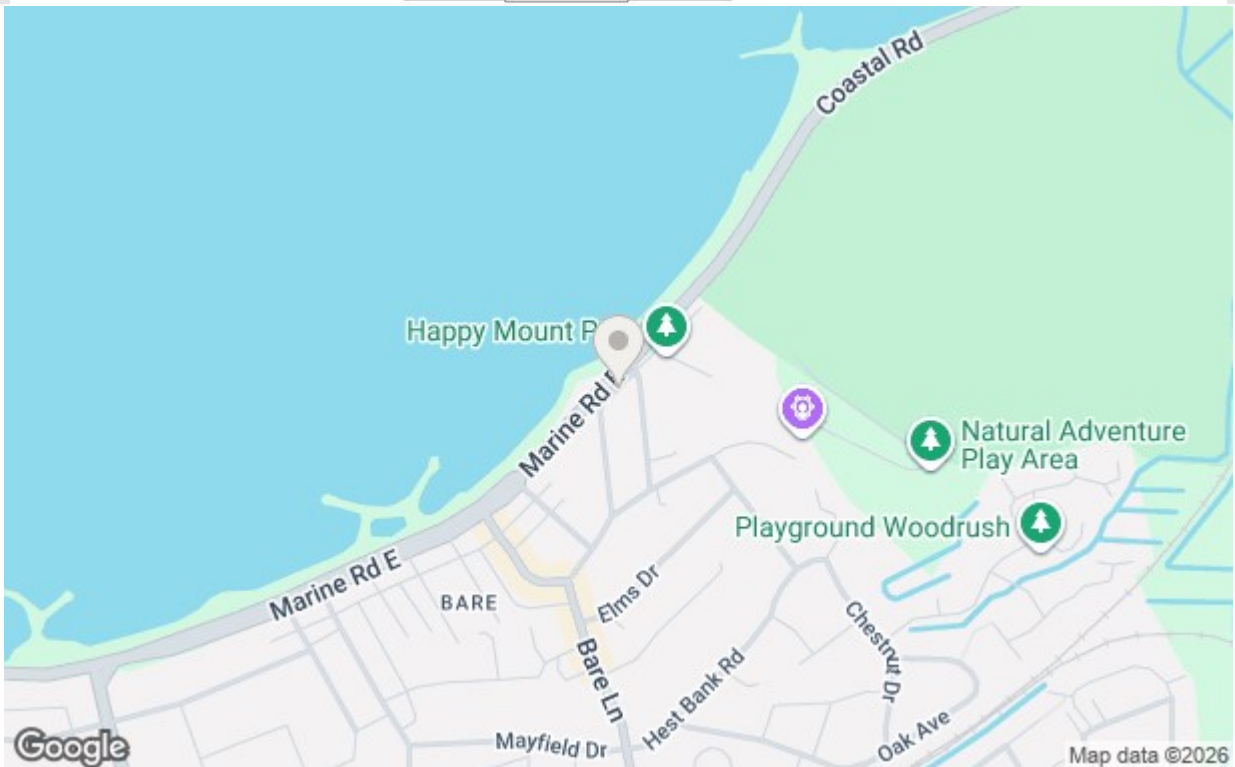 Coastal Rd
Happy Mount P
Marine Rd E
Natural Adventure
Play Area
Playground Woodrush
Marine Rd E
BARE
Elms Dr
Chestnut Dr
Bare Ln
Hest Bank Rd
Oak Ave
Mayfield Dr
Google
Map data ©2026